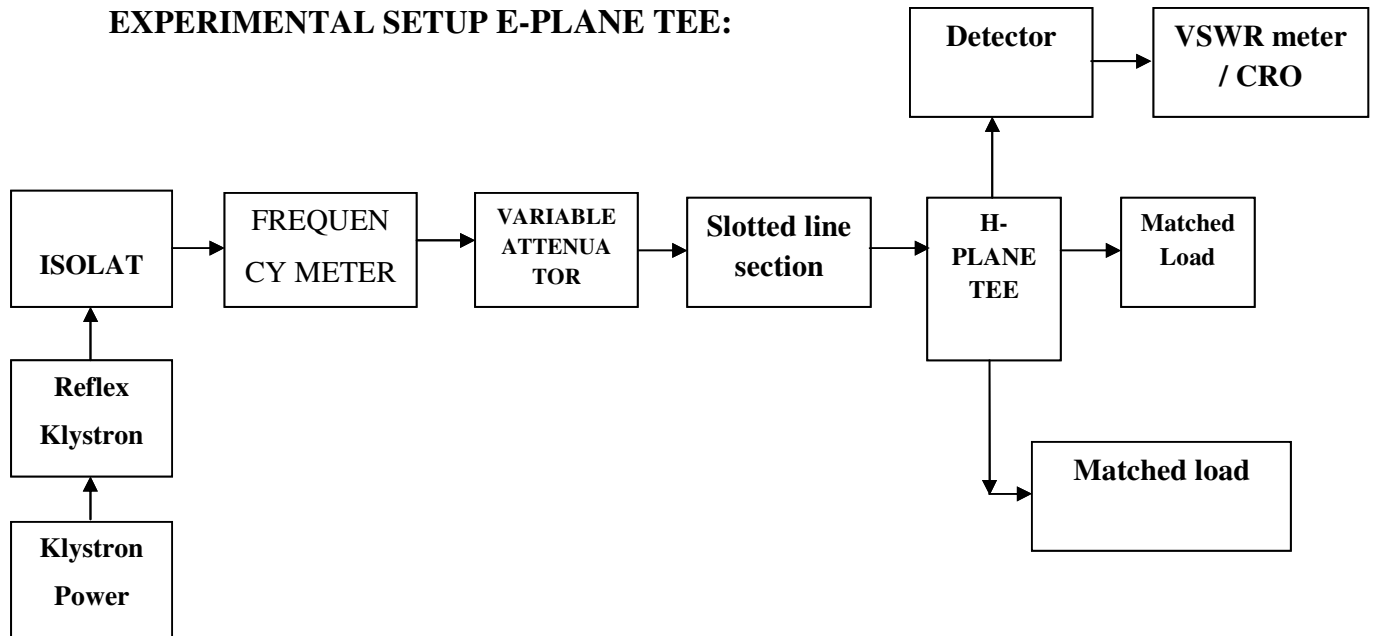 EXPERIMENTAL SETUP E-PLANE TEE:
Detector
VSWR meter
/ CRO
ISOLAT
FREQUEN
CY METER
VARIABLE
ATTENUA
TOR
Slotted line
section
H-
PLANE
TEE
Matched
Load
Reflex
Klystron
Matched load
Klystron
Power